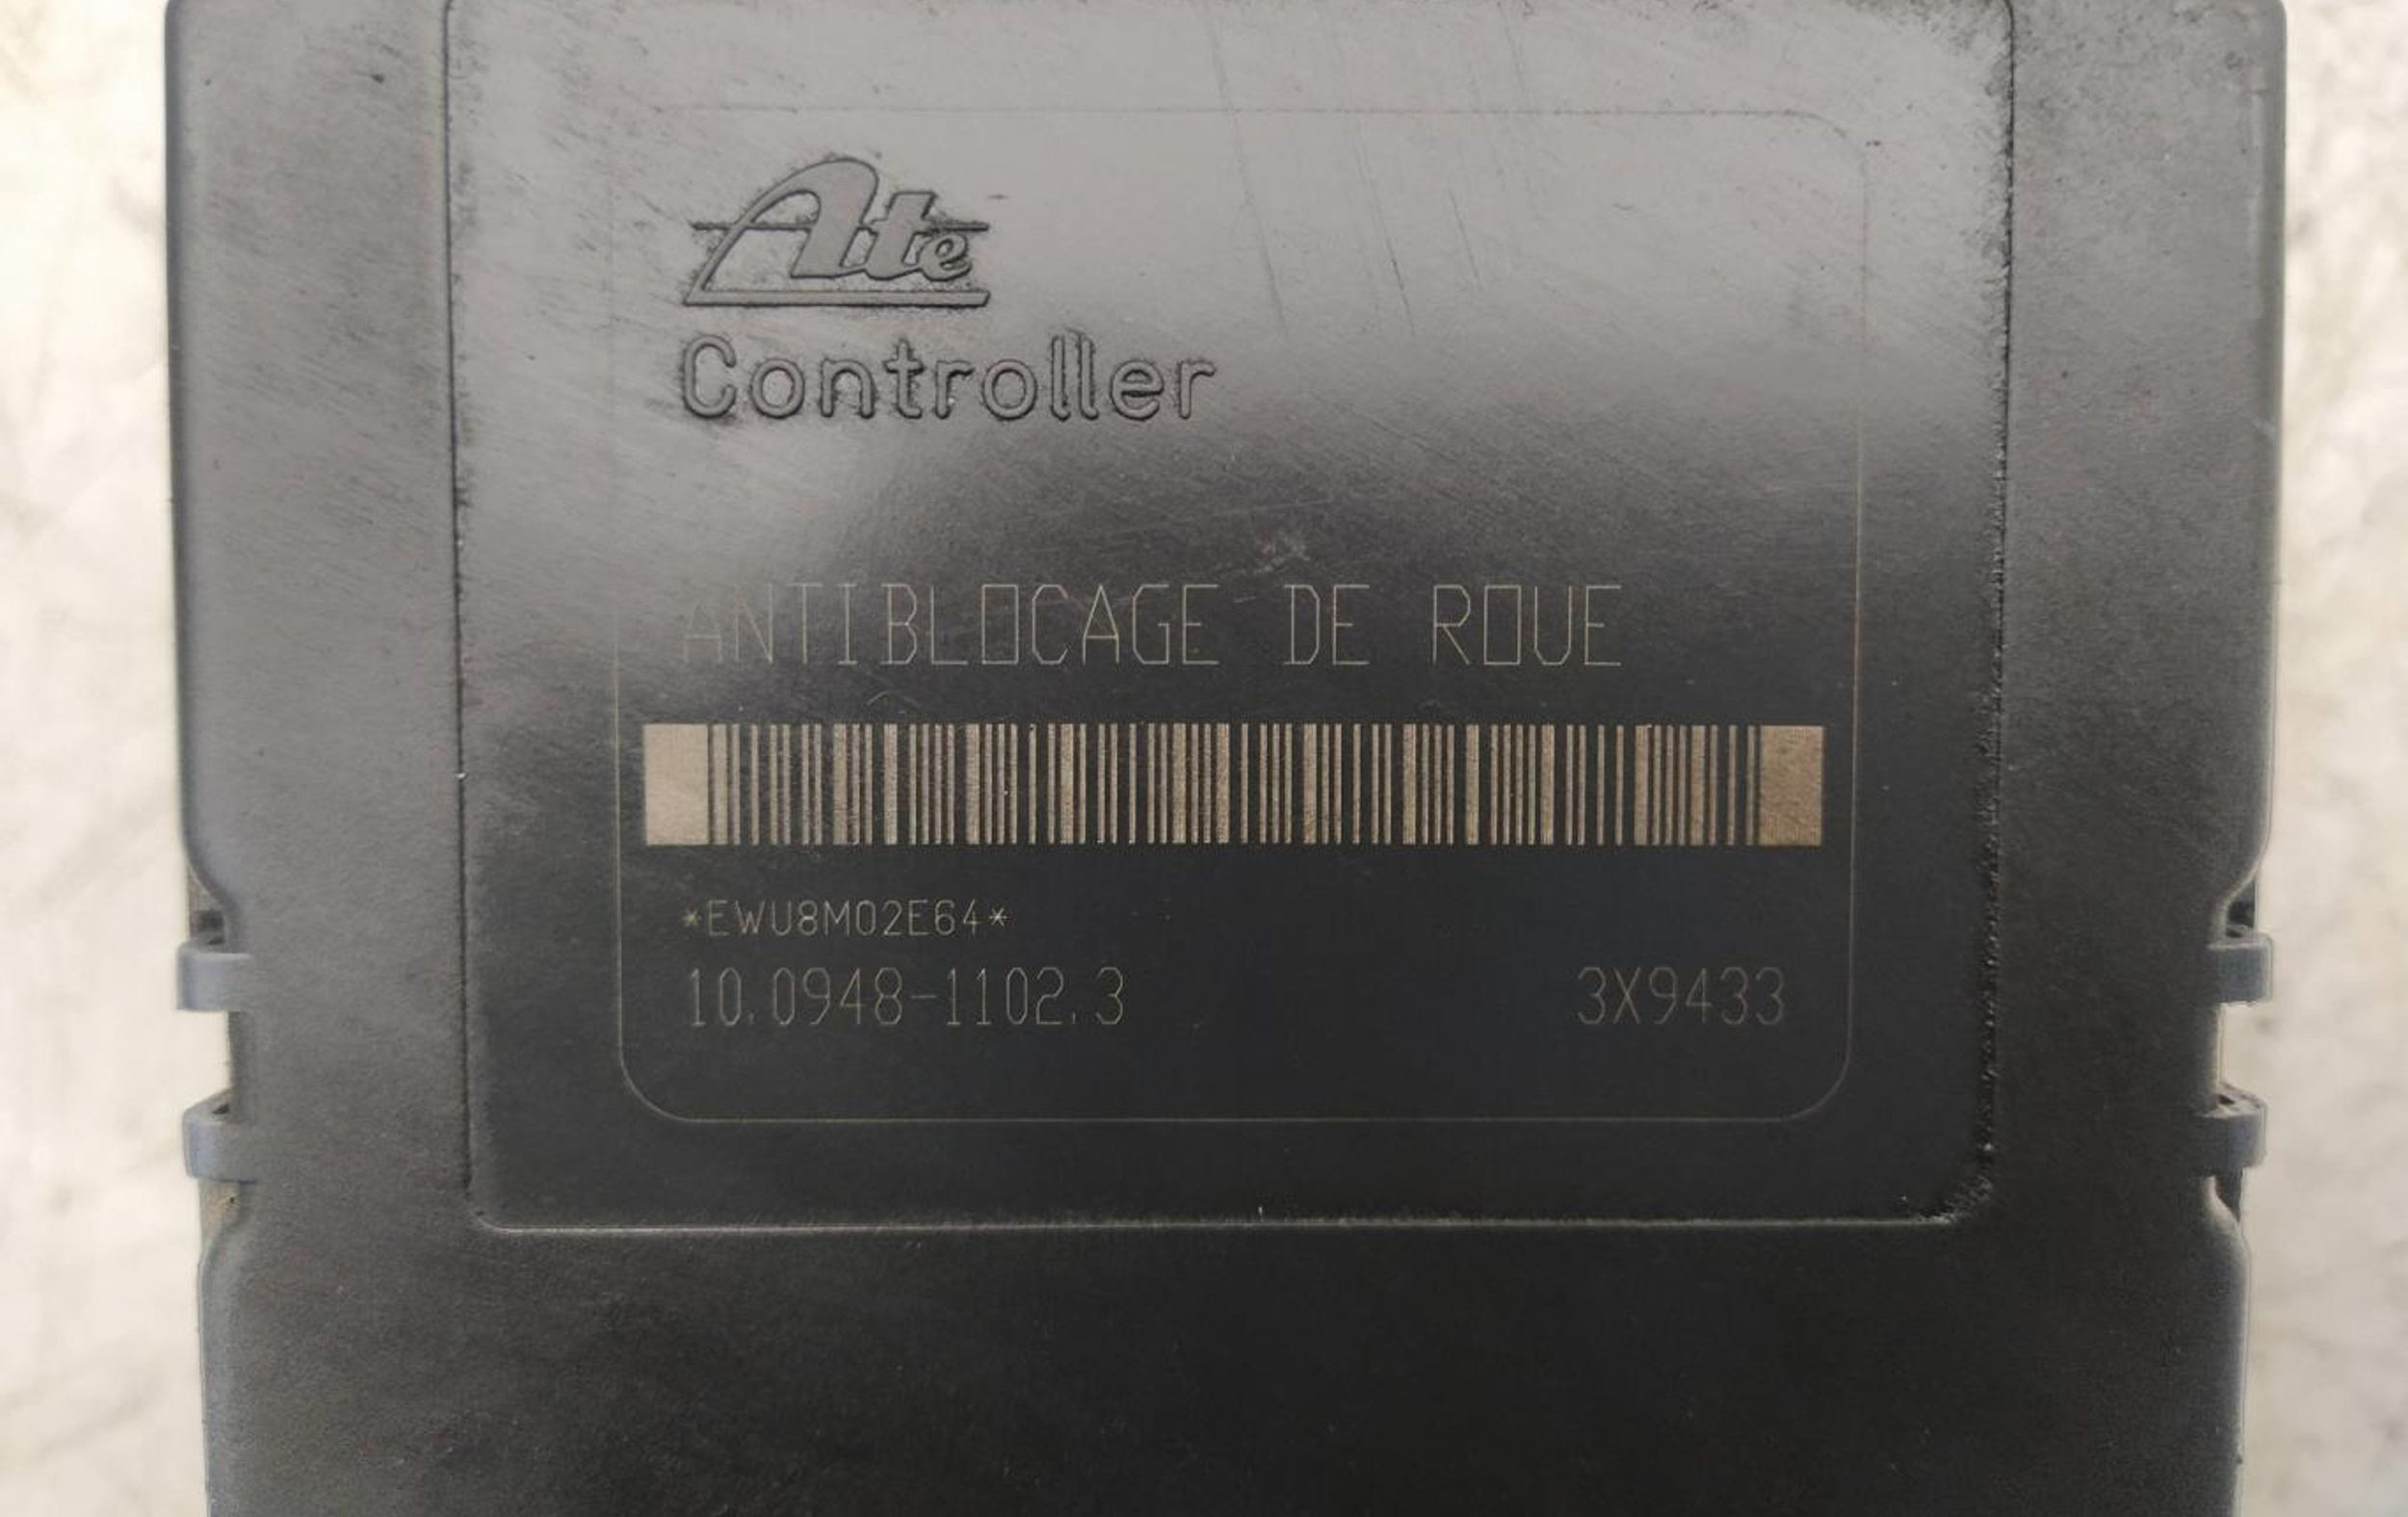 Ate
Controller
ANTIBLOCAGE DE ROUE
*EWU8M02E64*
10.0948-1102.3 3X9433